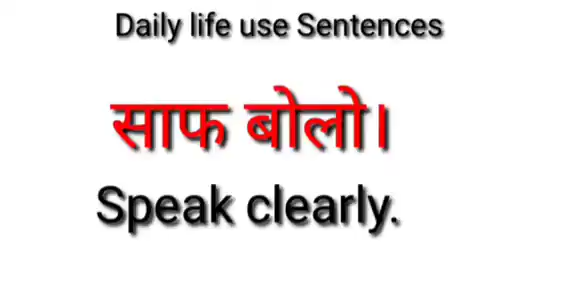 Daily life use Sentences
साफ बोलो।
Speak clearly.